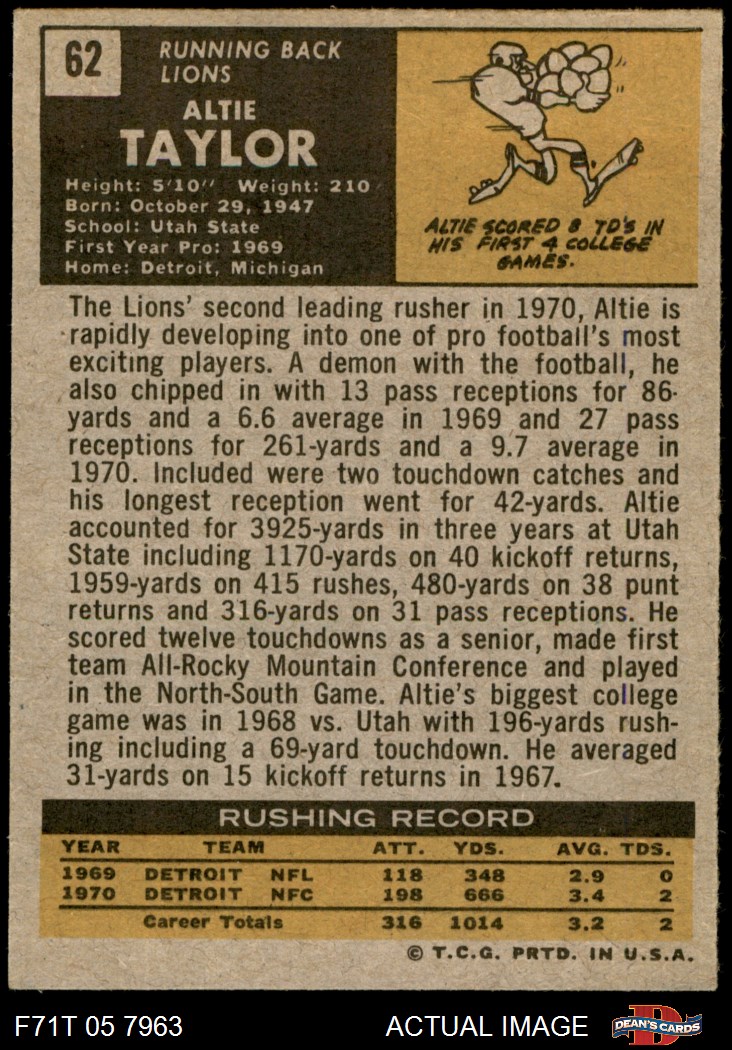 62
RUNNING BACK
LIONS
ALTIE
TAYLOR
Height: 5'10" Weight: 210
Born: October 29, 1947
School: Utah State
First Year Pro: 1969
Home: Detroit, Michigan
ALTIE SCORED 8 TD'S IN
HIS FIRST 4 COLLEGE
GAMES.
The Lions' second leading rusher in 1970, Altie is
rapidly developing into one of pro football's most
exciting players. A demon with the football, he
also chipped in with 13 pass receptions for 86-
yards and a 6.6 average in 1969 and 27 pass
receptions for 261-yards and a 9.7 average in
1970. Included were two touchdown catches and
his longest reception went for 42-yards. Altie
accounted for 3925-yards in three years at Utah
State including 1170-yards on 40 kickoff returns,
1959-yards on 415 rushes, 480-yards on 38 punt
returns and 316-yards on 31 pass receptions. He
scored twelve touchdowns as a senior, made first
team All-Rocky Mountain Conference and played
in the North-South Game. Altie's biggest college
game was in 1968 vs. Utah with 196-yards rush-
ing including a 69-yard touchdown. He averaged
31-yards on 15 kickoff returns in 1967.
RUSHING RECORD
YEAR TEAM ATT. YDS. AVG. TDS.
1969 DETROIT NFL 118 348 2.9 0
1970 DETROIT NFC 198 666 3.4 2
Career Totals 316 1014 3.2 2
© T.C.G. PRTD. IN U.S.A.
F71T 05 7963 ACTUAL IMAGE D DEAN'S CARDS